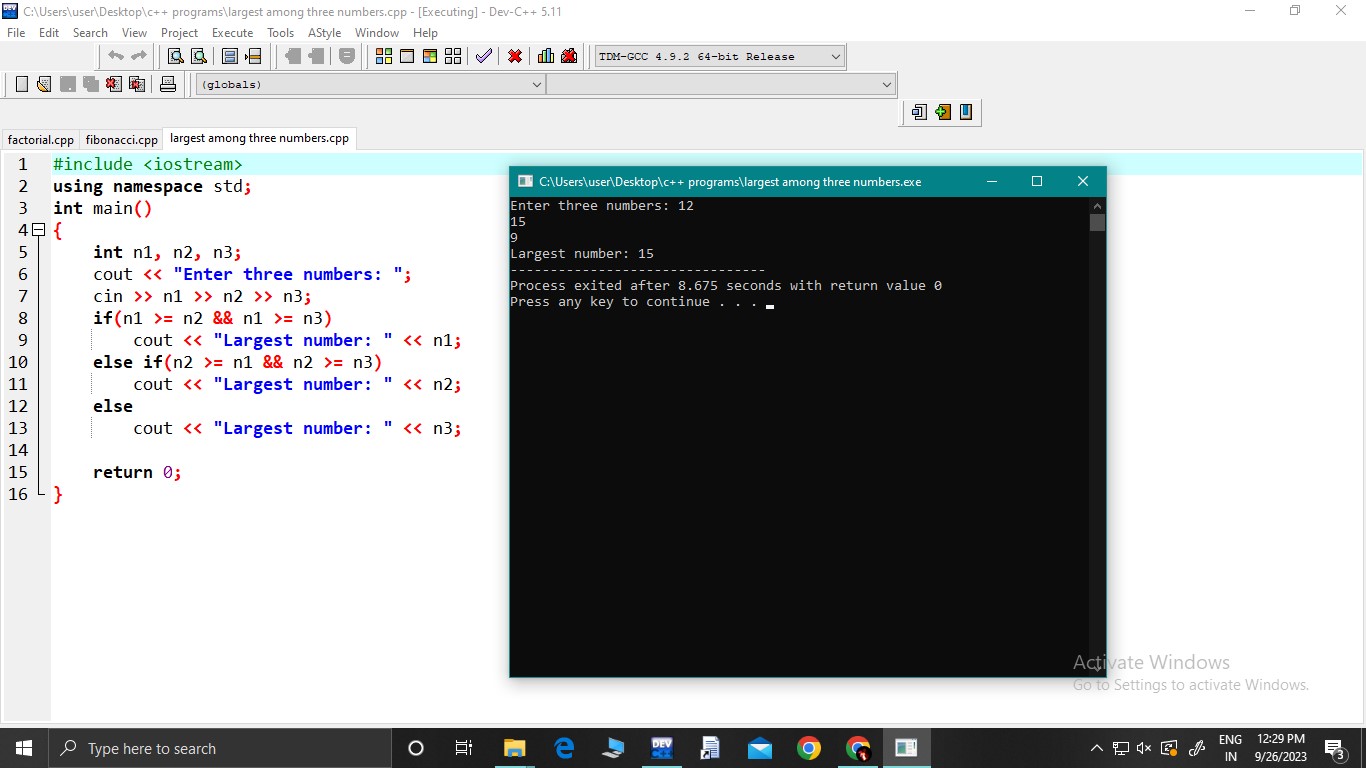 C:\Users\user\Desktop\c++ programs\largest among three numbers.cpp - [Executing] - Dev-C++ 5.11
File Edit Search View Project Execute Tools AStyle Window Help
TDM-GCC 4.9.2 64-bit Release
(globals)
factorial.cpp fibonacci.cpp largest among three numbers.cpp
1 #include <iostream>
2 using namespace std;
3 int main()
4 {
5 int n1, n2, n3;
6 cout << "Enter three numbers: ";
7 cin >> n1 >> n2 >> n3;
8 if(n1 >= n2 && n1 >= n3)
9 cout << "Largest number: " << n1;
10 else if(n2 >= n1 && n2 >= n3)
11 cout << "Largest number: " << n2;
12 else
13 cout << "Largest number: " << n3;
14
15 return 0;
16 }
C:\Users\user\Desktop\c++ programs\largest among three numbers.exe
Enter three numbers: 12
15
9
Largest number: 15
--------------------------------
Process exited after 8.675 seconds with return value 0
Press any key to continue . . .
Activate Windows
Go to Settings to activate Windows.
Type here to search
DEV
ENG
IN
12:29 PM
9/26/2023
3